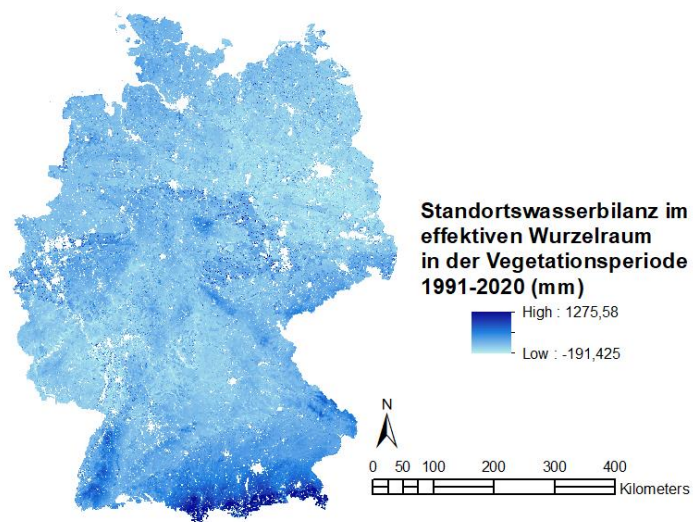 Standortswasserbilanz im
effektiven Wurzelraum
in der Vegetationsperiode
1991-2020 (mm)
High : 1275,58
Low : -191,425
N
0 50 100 200 300 400
Kilometers